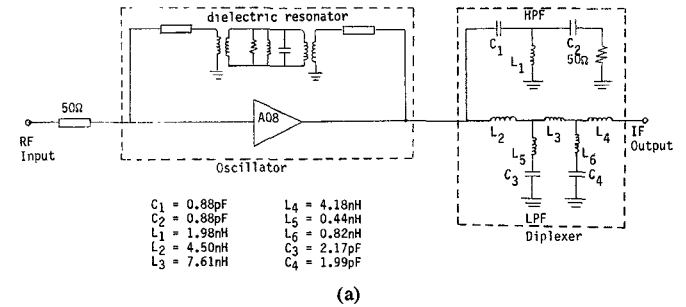 dielectric resonator
HPF
C1
C2
L1
50Ω
50Ω
A08
RF
Input
Oscillator
L2
L3
L4
IF
Output
L5
L6
C3
C4
LPF
Diplexer
C1 = 0.88pF
C2 = 0.88pF
L1 = 1.98nH
L2 = 4.50nH
L3 = 7.61nH
L4 = 4.18nH
L5 = 0.44nH
L6 = 0.82nH
C3 = 2.17pF
C4 = 1.99pF
(a)